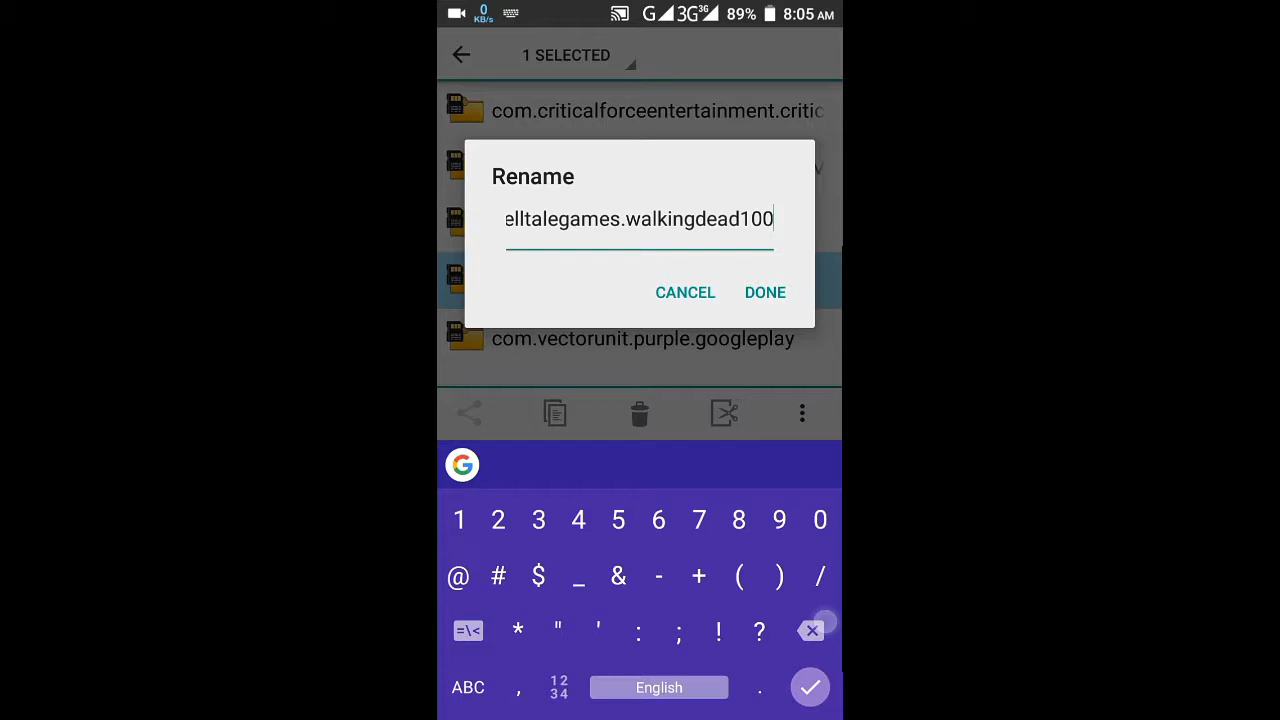 0
KB/s
G 3G 3G 89% 8:05 AM
1 SELECTED
com.criticalforceentertainment.critic
Rename
elltalegames.walkingdead100
CANCEL DONE
com.vectorunit.purple.googleplay
G
1 2 3 4 5 6 7 8 9 0
@ # $ _ & - + ( ) /
=\< * " ' : ; ! ?
ABC , 12 34 English .